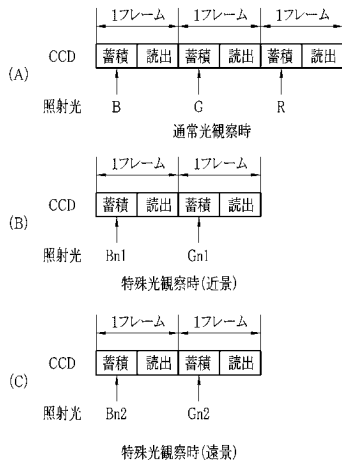 1フレーム 1フレーム 1フレーム
(A) CCD 蓄積 読出 蓄積 読出 蓄積 読出
照射光 B G R
通常光観察時
1フレーム 1フレーム
(B) CCD 蓄積 読出 蓄積 読出
照射光 Bn1 Gn1
特殊光観察時(近景)
1フレーム 1フレーム
(C) CCD 蓄積 読出 蓄積 読出
照射光 Bn2 Gn2
特殊光観察時(遠景)